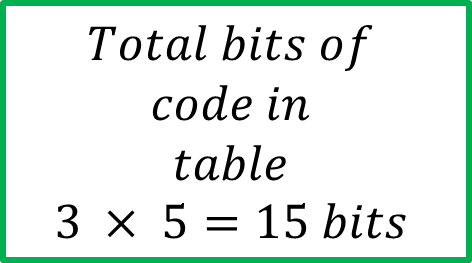 Total bits of
code in
table
3 × 5 = 15 bits